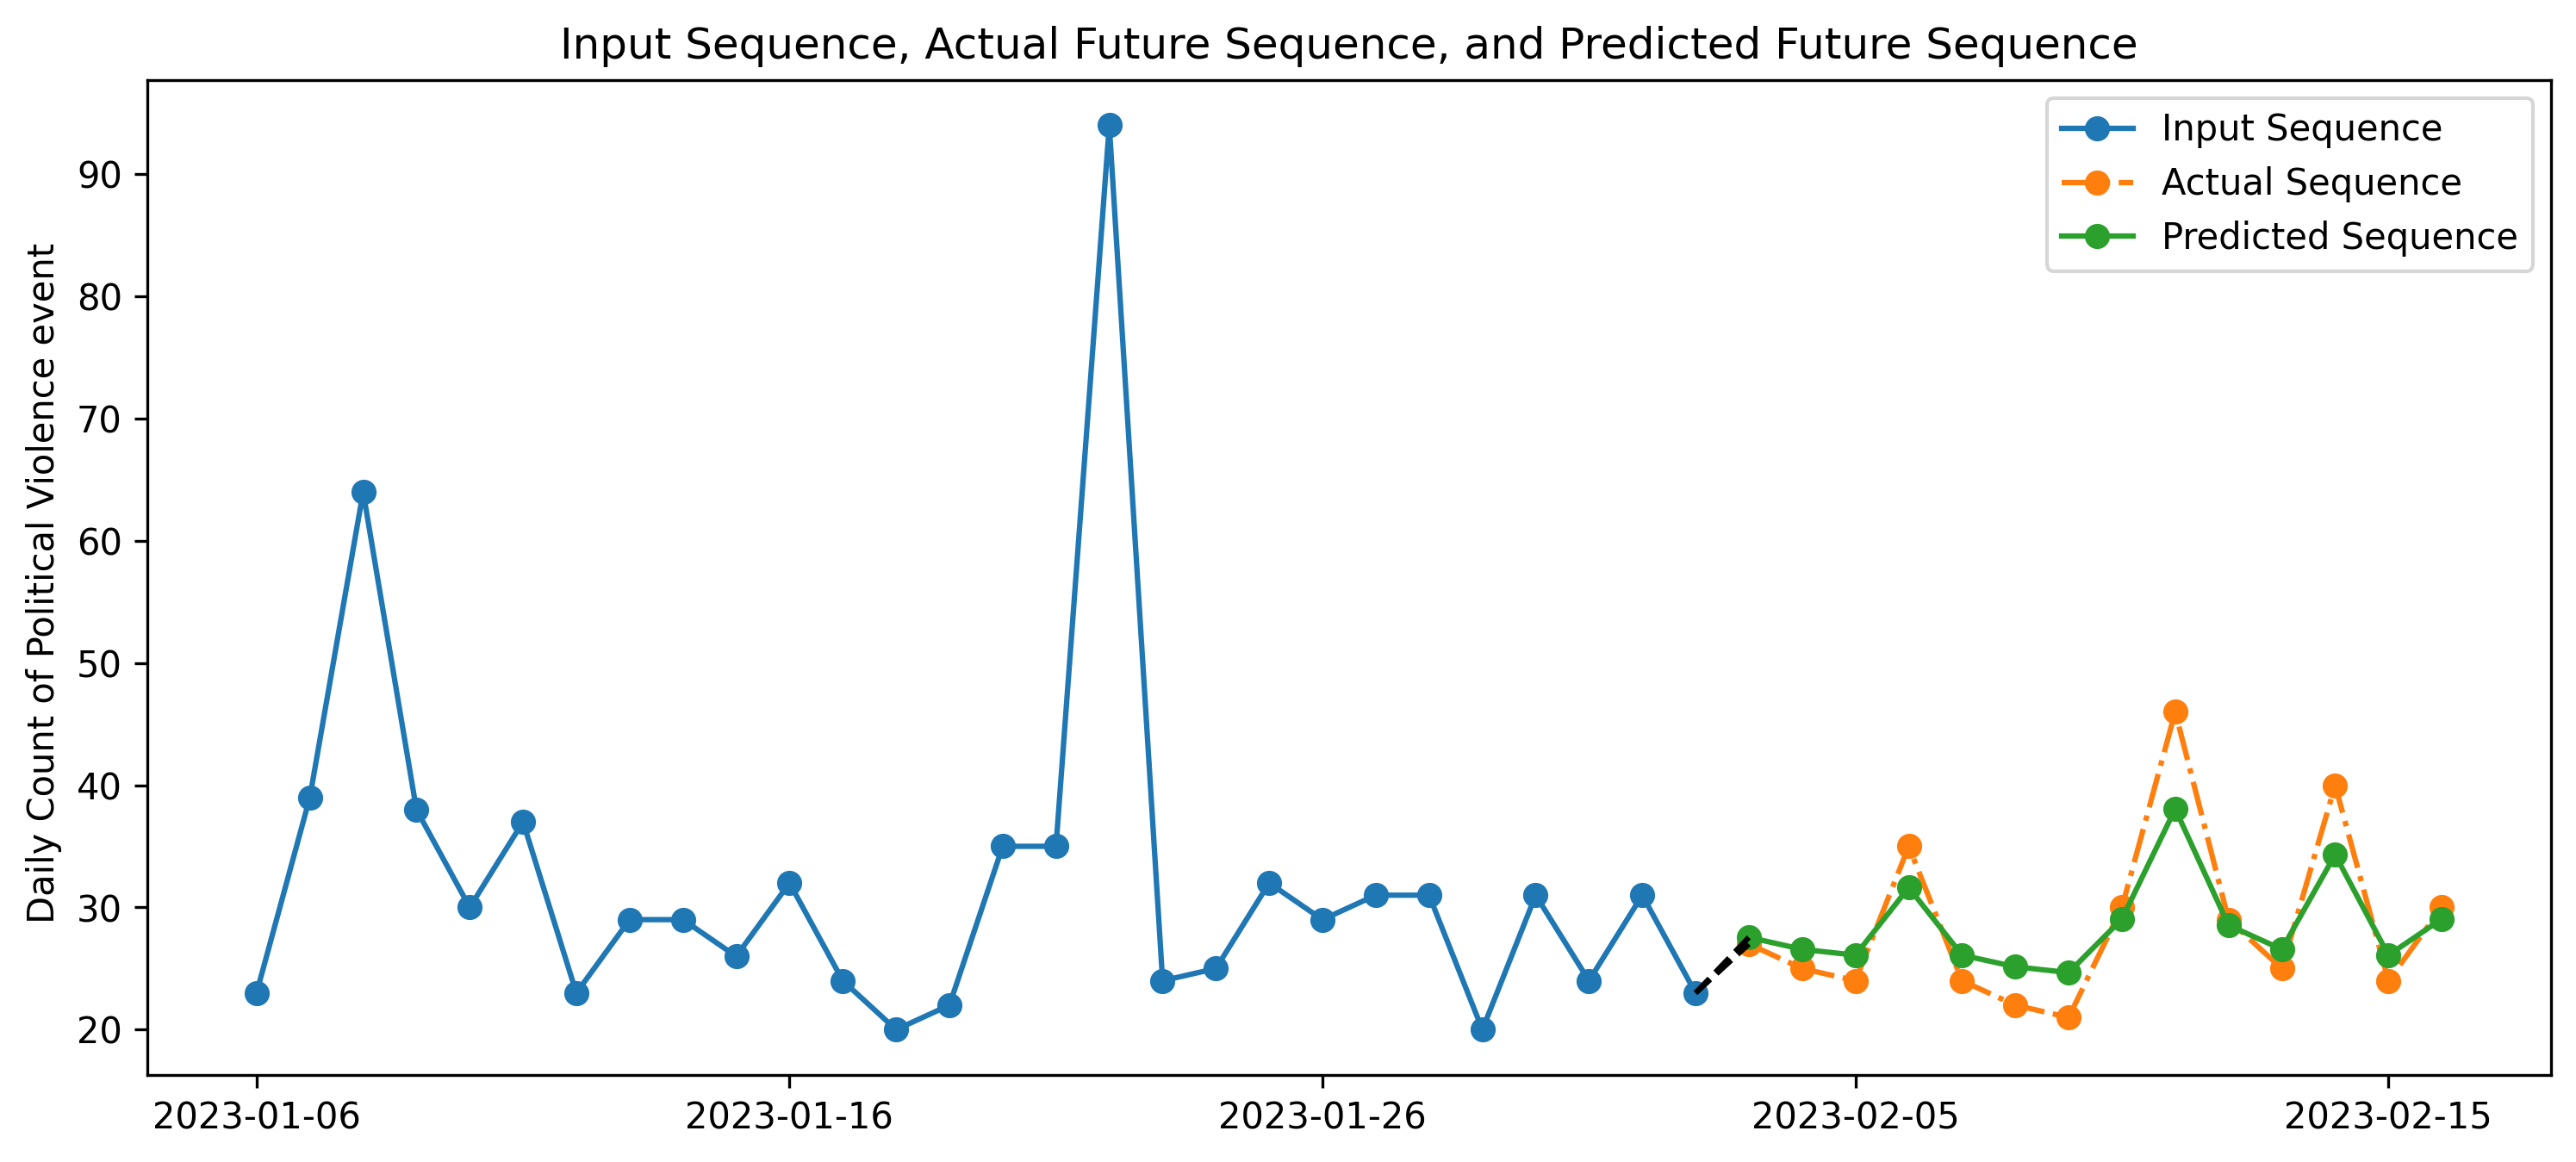 Input Sequence, Actual Future Sequence, and Predicted Future Sequence
Daily Count of Political Violence event
90
80
70
60
50
40
30
20
Input Sequence
Actual Sequence
Predicted Sequence
2023-01-06
2023-01-16
2023-01-26
2023-02-05
2023-02-15